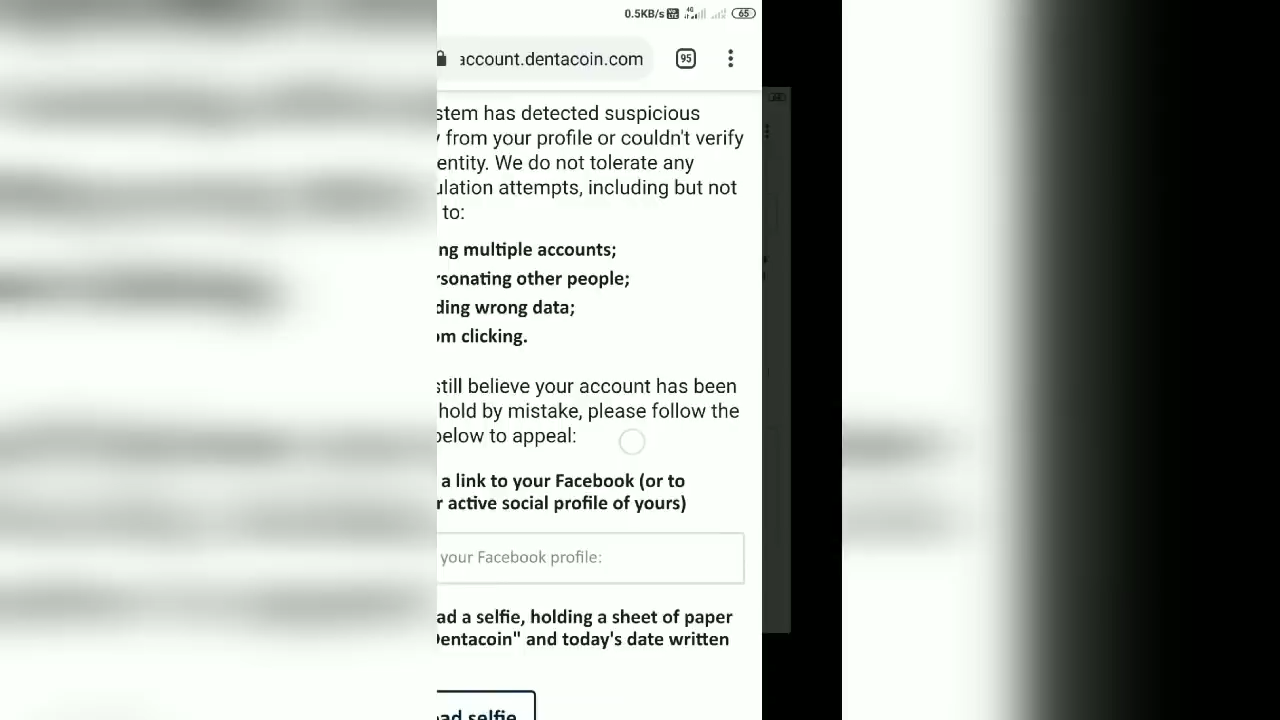 0.5KB/s 4G 65
account.dentacoin.com 95
stem has detected suspicious
from your profile or couldn't verify
entity. We do not tolerate any
ulation attempts, including but not
to:
ng multiple accounts;
rsonating other people;
ding wrong data;
om clicking.
still believe your account has been
hold by mistake, please follow the
below to appeal:
a link to your Facebook (or to
r active social profile of yours)
your Facebook profile:
ad a selfie, holding a sheet of paper
Dentacoin" and today's date written
ad selfie